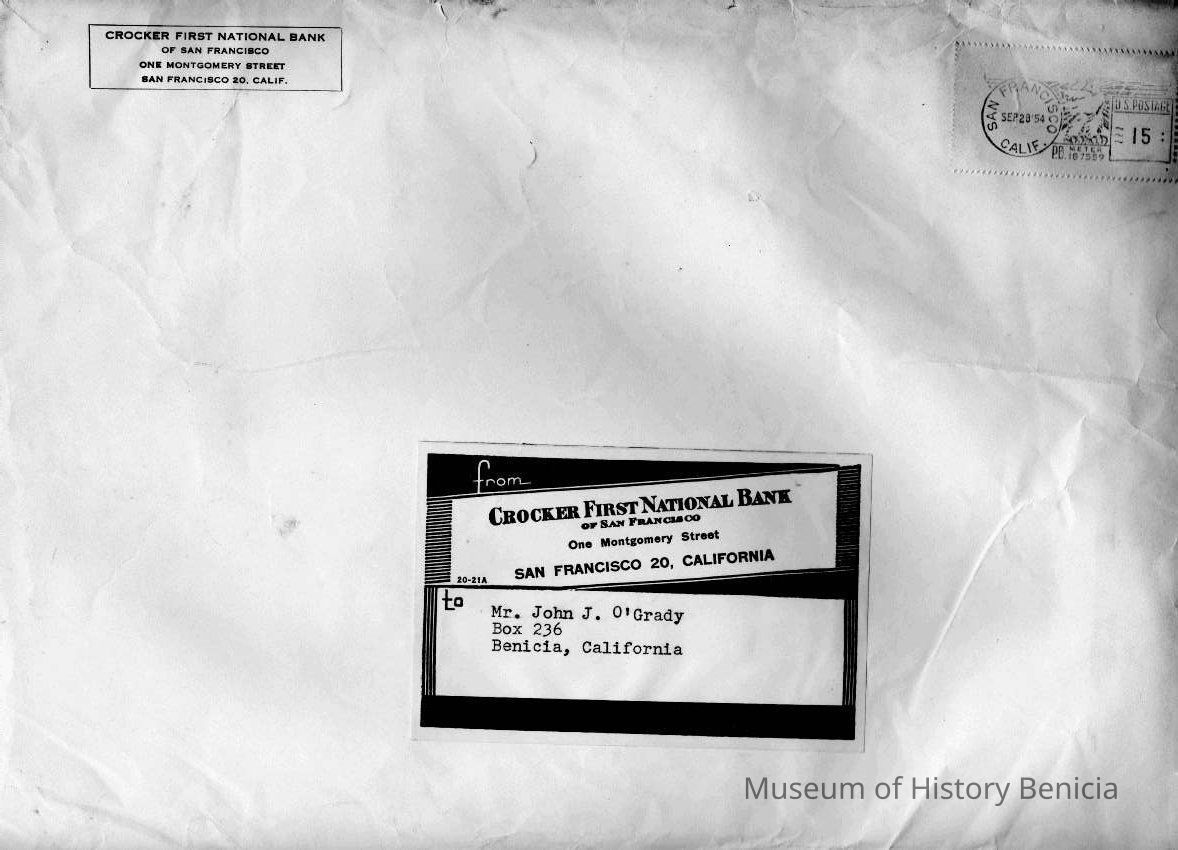 CROCKER FIRST NATIONAL BANK
OF SAN FRANCISCO
ONE MONTGOMERY STREET
SAN FRANCISCO 20, CALIF.
SAN FRANCISCO
SEP 28 '54
CALIF.
U.S. POSTAGE
15
P.B. METER
187559
from
CROCKER FIRST NATIONAL BANK
OF SAN FRANCISCO
One Montgomery Street
SAN FRANCISCO 20, CALIFORNIA
20-21A
to
Mr. John J. O'Grady
Box 236
Benicia, California
Museum of History Benicia